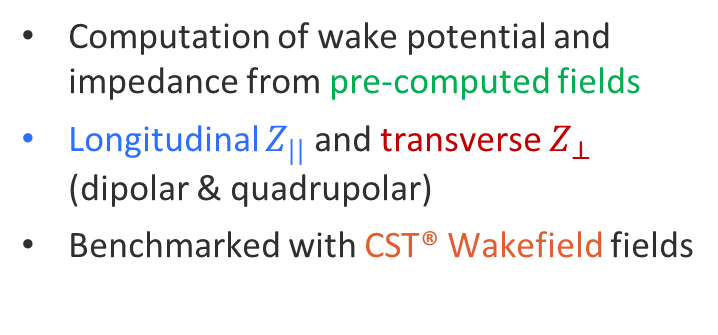 • Computation of wake potential and
impedance from pre-computed fields
• Longitudinal Z|| and transverse Z⊥
(dipolar & quadrupolar)
• Benchmarked with CST® Wakefield fields